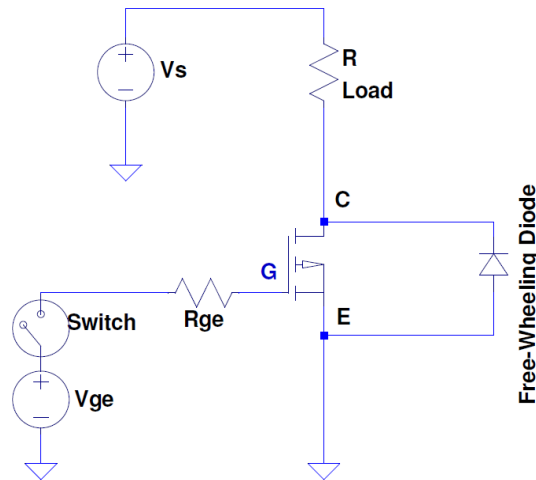 Vs
R
Load
C
G
E
Switch
Rge
Vge
Free-Wheeling Diode